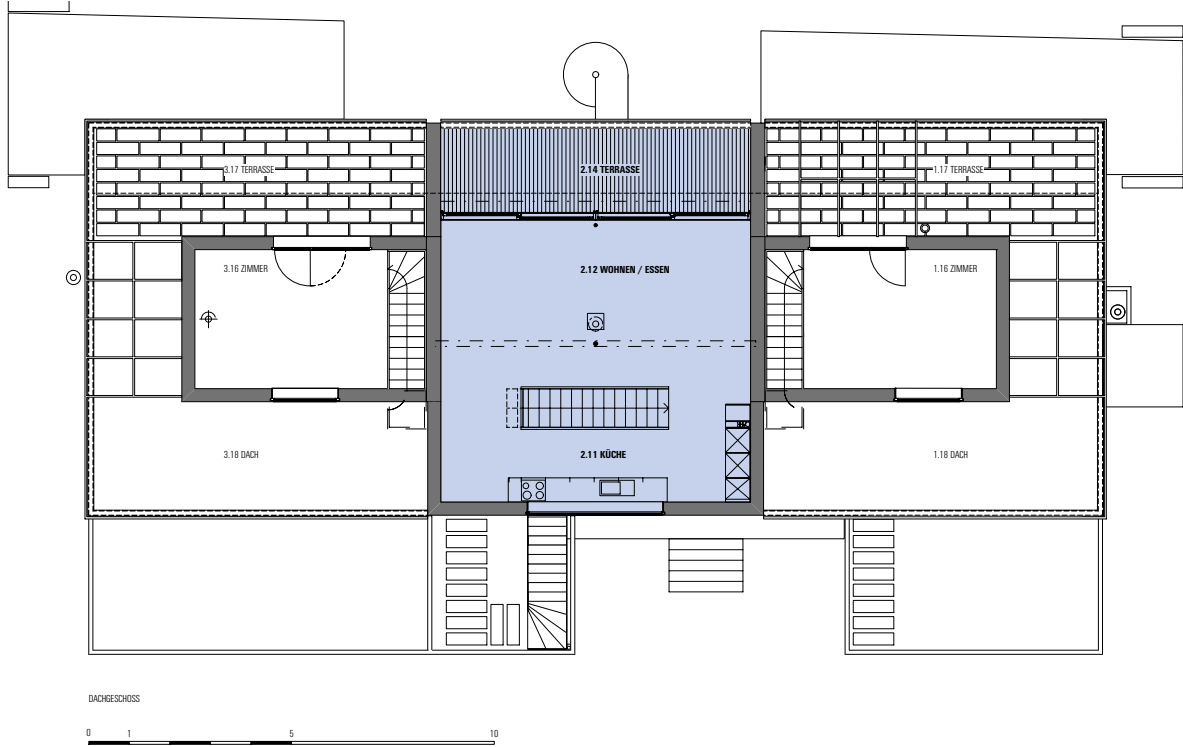 3.17 TERRASSE
2.14 TERRASSE
1.17 TERRASSE
3.16 ZIMMER
2.12 WOHNEN / ESSEN
1.16 ZIMMER
3.18 DACH
2.11 KÜCHE
1.18 DACH
DACHGESCHOSS
0 1 5 10